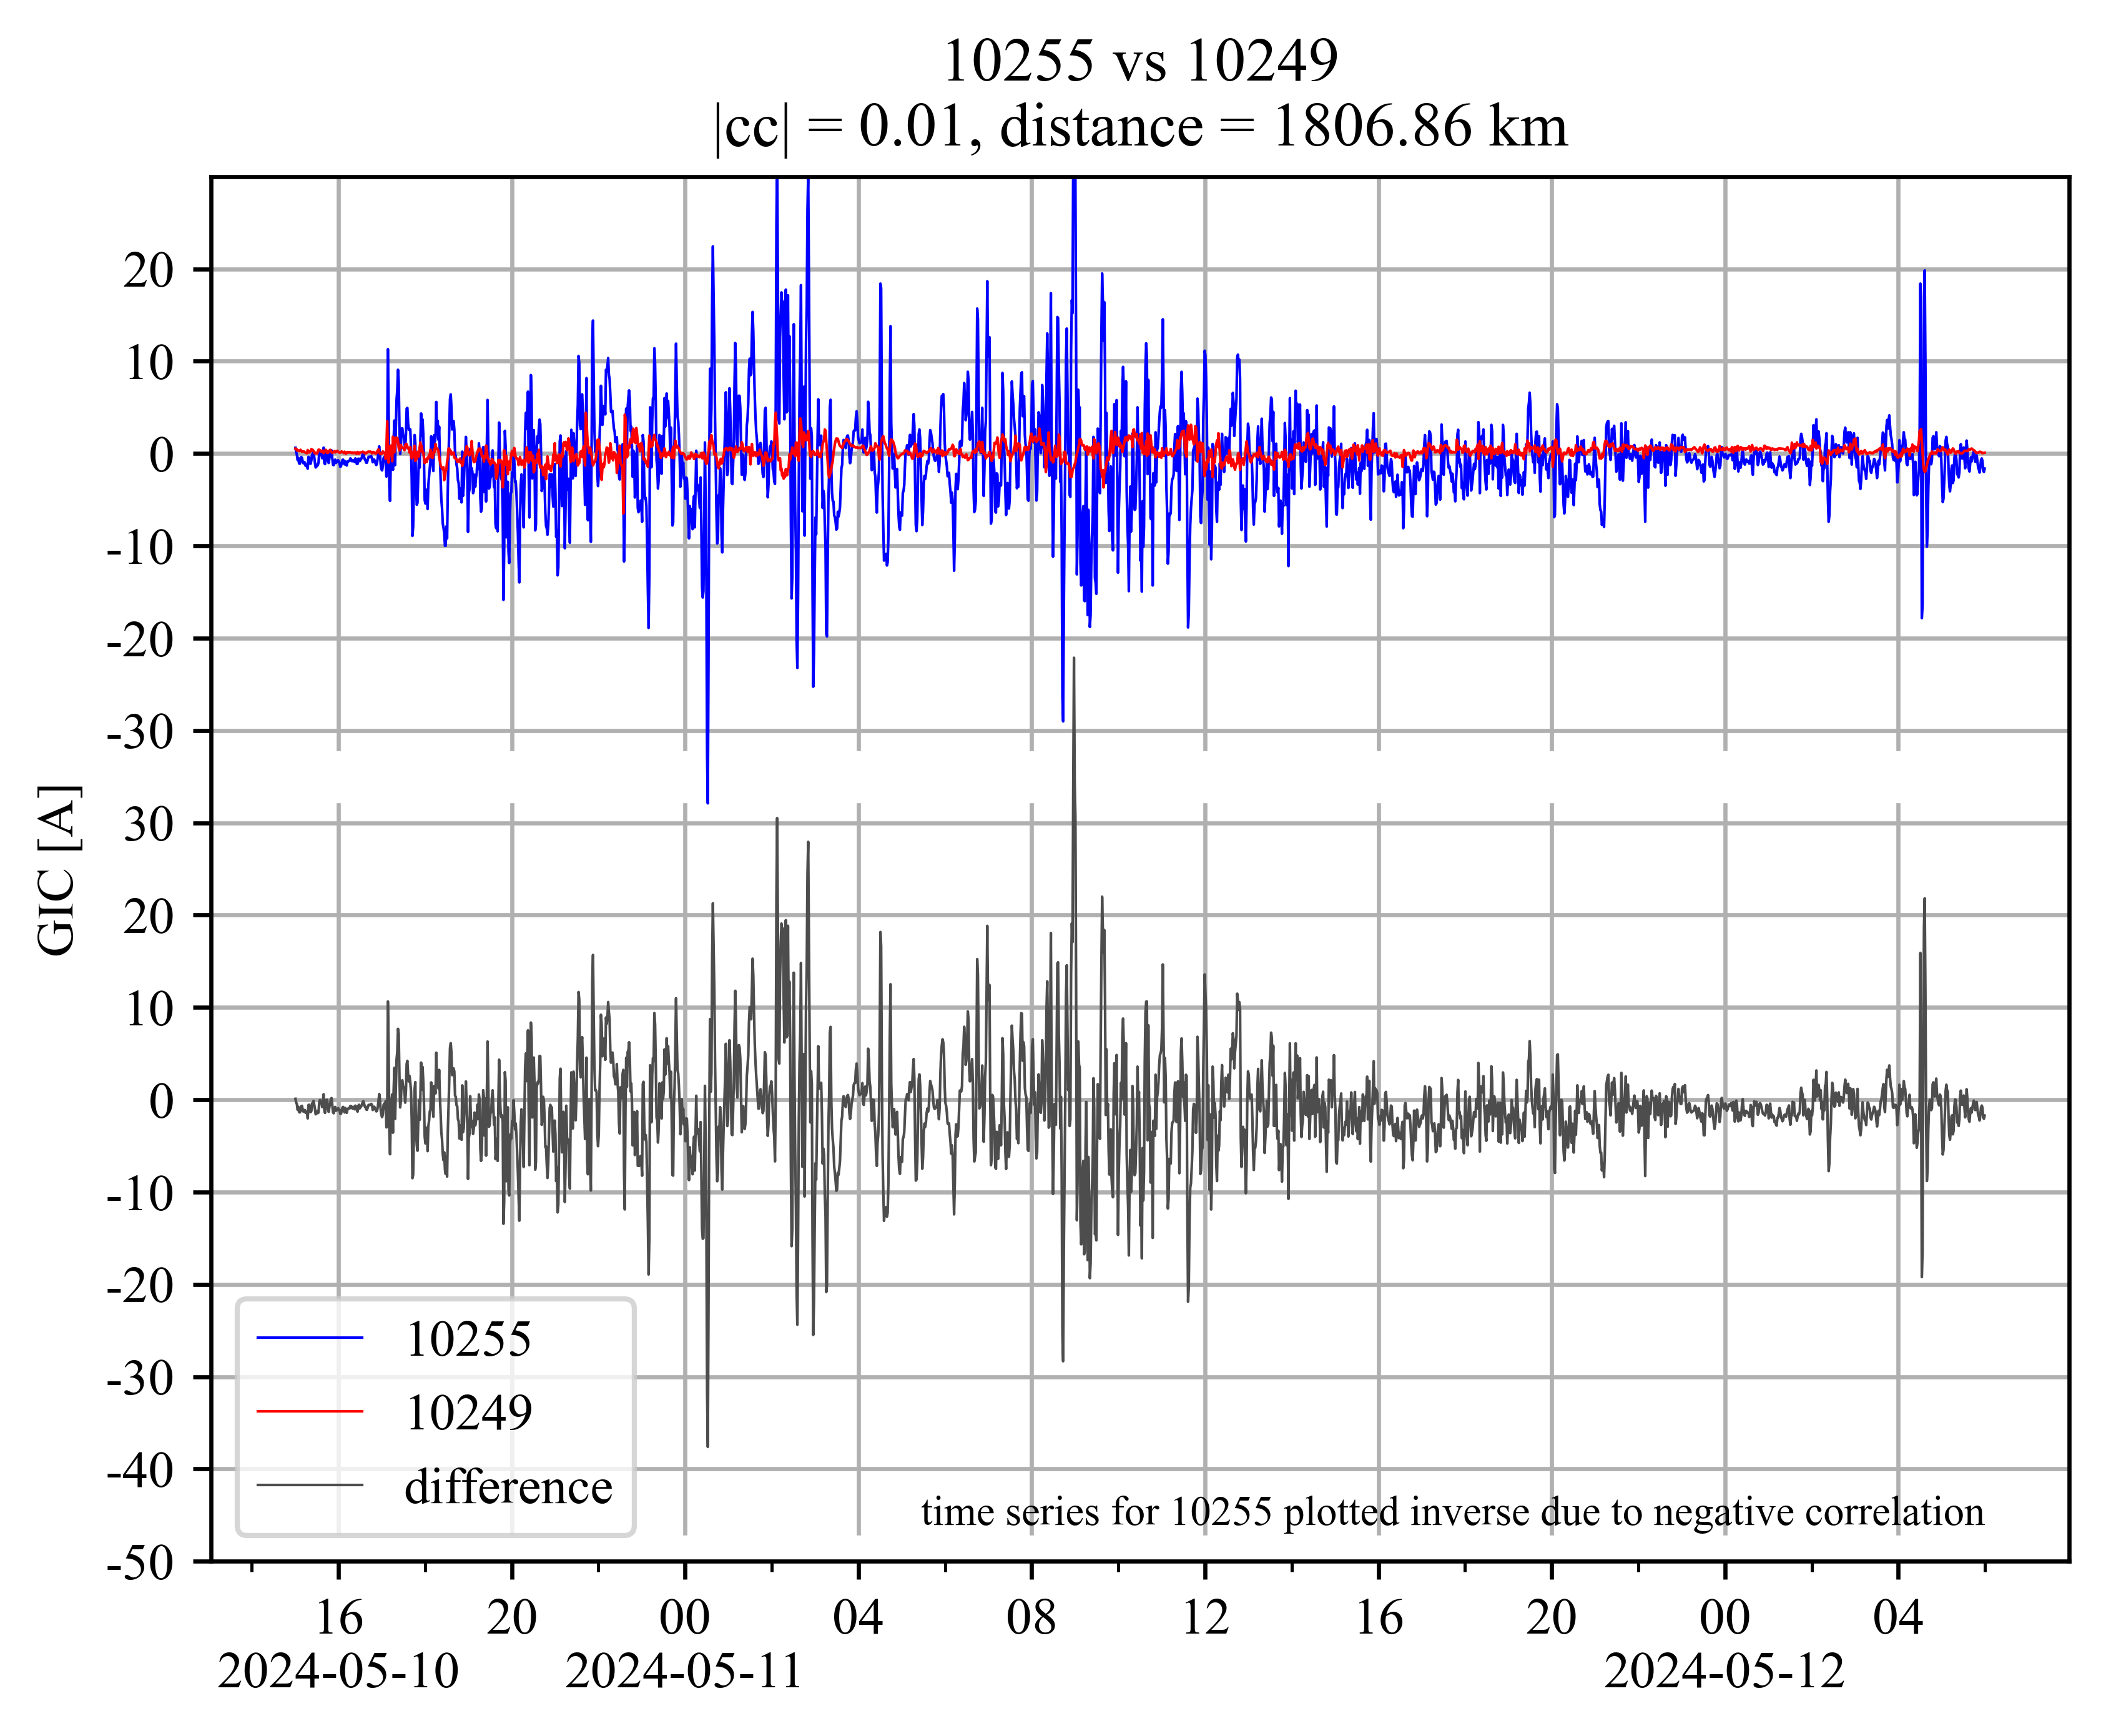 10255 vs 10249
|cc| = 0.01, distance = 1806.86 km
20
10
0
-10
-20
-30
30
20
10
0
-10
-20
-30
-40
-50
GIC [A]
10255
10249
difference
time series for 10255 plotted inverse due to negative correlation
16 20 00 04 08 12 16 20 00 04
2024-05-10 2024-05-11 2024-05-12